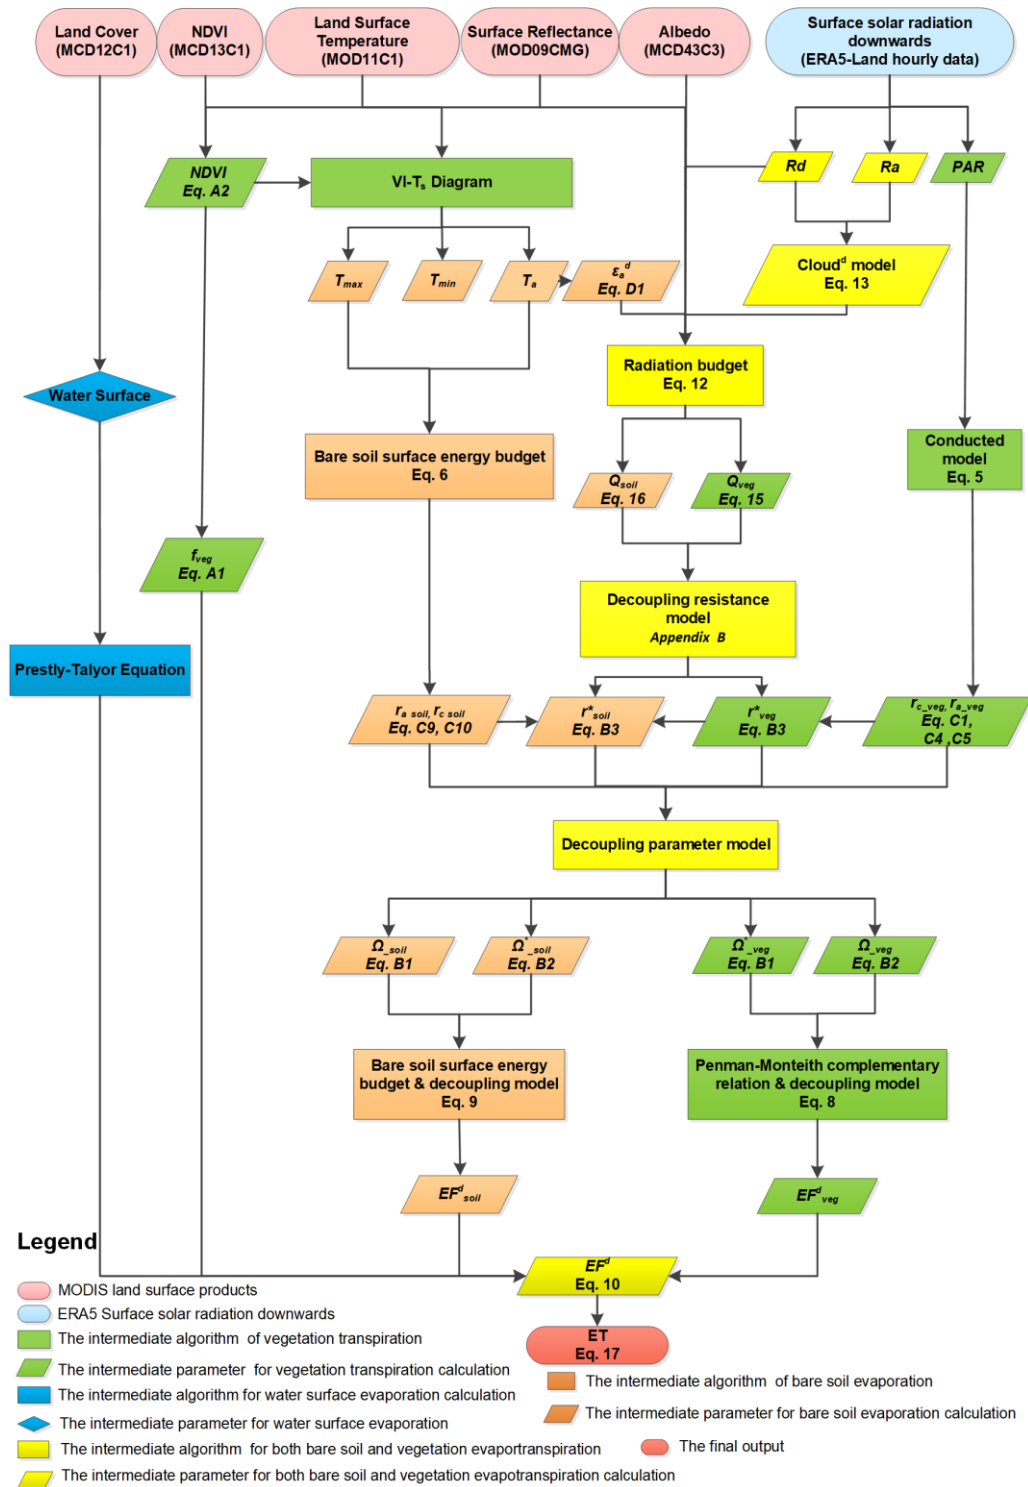 Land Cover
(MCD12C1)
NDVI
(MCD13C1)
Land Surface
Temperature
(MOD11C1)
Surface Reflectance
(MOD09CMG)
Albedo
(MCD43C3)
Surface solar radiation
downwards
(ERA5-Land hourly data)
NDVI
Eq. A2
VI-Ts Diagram
Rd
Ra
PAR
Tmax
Tmin
Ta
εa^d
Eq. D1
Cloud^d model
Eq. 13
Water Surface
Radiation budget
Eq. 12
Bare soil surface energy budget
Eq. 6
Conducted
model
Eq. 5
Qsoil
Eq. 16
Qveg
Eq. 15
fveg
Eq. A1
Decoupling resistance
model
Appendix B
Prestly-Talyor Equation
ra soil, rc soil
Eq. C9, C10
r*soil
Eq. B3
r*veg
Eq. B3
rc_veg, ra_veg
Eq. C1,
C4 ,C5
Decoupling parameter model
Ω_soil
Eq. B1
Ω*_soil
Eq. B2
Ω*_veg
Eq. B1
Ω_veg
Eq. B2
Bare soil surface energy
budget & decoupling model
Eq. 9
Penman-Monteith complementary
relation & decoupling model
Eq. 8
EF^d soil
EF^d veg
EF^d
Eq. 10
ET
Eq. 17
Legend
MODIS land surface products
ERA5 Surface solar radiation downwards
The intermediate algorithm of vegetation transpiration
The intermediate parameter for vegetation transpiration calculation
The intermediate algorithm for water surface evaporation calculation
The intermediate parameter for water surface evaporation
The intermediate algorithm for both bare soil and vegetation evaportranspiration
The intermediate parameter for both bare soil and vegetation evapotranspiration calculation
The intermediate algorithm of bare soil evaporation
The intermediate parameter for bare soil evaporation calculation
The final output